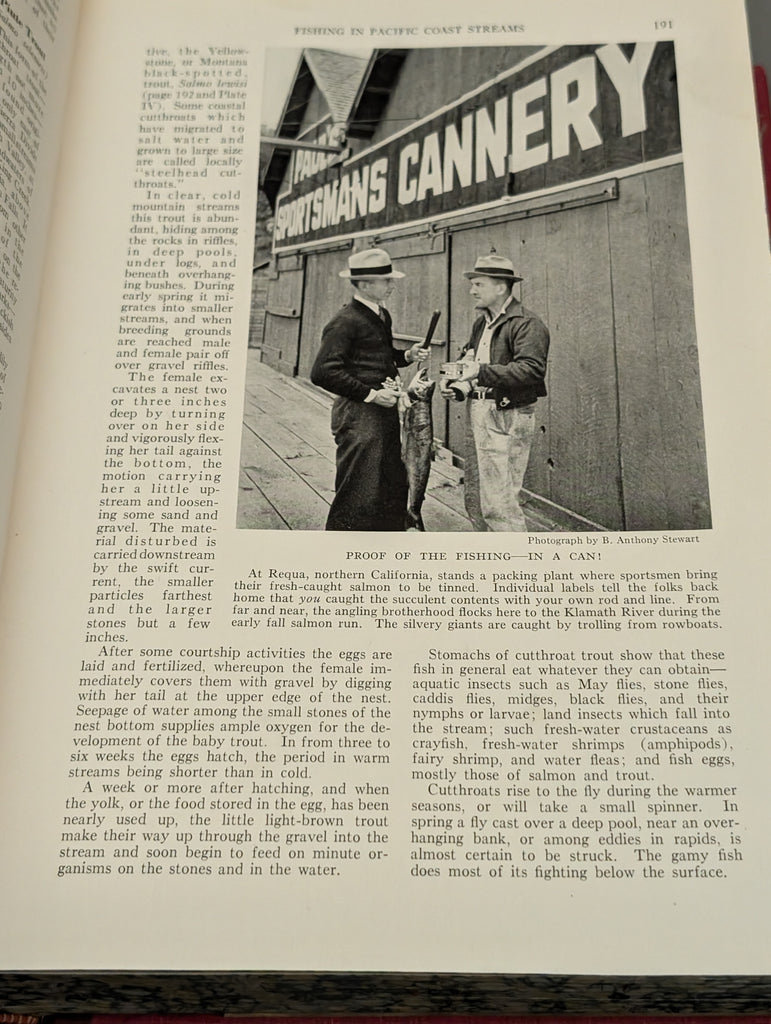 FISHING IN PACIFIC COAST STREAMS
191
tive, the Yellow-
stone, or Montana
black-spotted,
trout, Salmo lewisi
(page 192 and Plate
IV). Some coastal
cutthroats which
have migrated to
salt water and
grown to large size
are called locally
"steelhead cut-
throats."
In clear, cold
mountain streams
this trout is abun-
dant, hiding among
the rocks in riffles,
in deep pools,
under logs, and
beneath overhang-
ing bushes. During
early spring it mi-
grates into smaller
streams, and when
breeding grounds
are reached male
and female pair off
over gravel riffles.
The female ex-
cavates a nest two
or three inches
deep by turning
over on her side
and vigorously flex-
ing her tail against
the bottom, the
motion carrying
her a little up-
stream and loosen-
ing some sand and
gravel. The mate-
rial disturbed is
carried downstream
by the swift cur-
rent, the smaller
particles farthest
and the larger
stones but a few
inches.
SPORTSMANS CANNERY
Photograph by B. Anthony Stewart
PROOF OF THE FISHING—IN A CAN!
At Requa, northern California, stands a packing plant where sportsmen bring
their fresh-caught salmon to be tinned. Individual labels tell the folks back
home that you caught the succulent contents with your own rod and line. From
far and near, the angling brotherhood flocks here to the Klamath River during the
early fall salmon run. The silvery giants are caught by trolling from rowboats.
After some courtship activities the eggs are
laid and fertilized, whereupon the female im-
mediately covers them with gravel by digging
with her tail at the upper edge of the nest.
Seepage of water among the small stones of the
nest bottom supplies ample oxygen for the de-
velopment of the baby trout. In from three to
six weeks the eggs hatch, the period in warm
streams being shorter than in cold.
A week or more after hatching, and when
the yolk, or the food stored in the egg, has been
nearly used up, the little light-brown trout
make their way up through the gravel into the
stream and soon begin to feed on minute or-
ganisms on the stones and in the water.
Stomachs of cutthroat trout show that these
fish in general eat whatever they can obtain—
aquatic insects such as May flies, stone flies,
caddis flies, midges, black flies, and their
nymphs or larvae; land insects which fall into
the stream; such fresh-water crustaceans as
crayfish, fresh-water shrimps (amphipods),
fairy shrimp, and water fleas; and fish eggs,
mostly those of salmon and trout.
Cutthroats rise to the fly during the warmer
seasons, or will take a small spinner. In
spring a fly cast over a deep pool, near an over-
hanging bank, or among eddies in rapids, is
almost certain to be struck. The gamy fish
does most of its fighting below the surface.